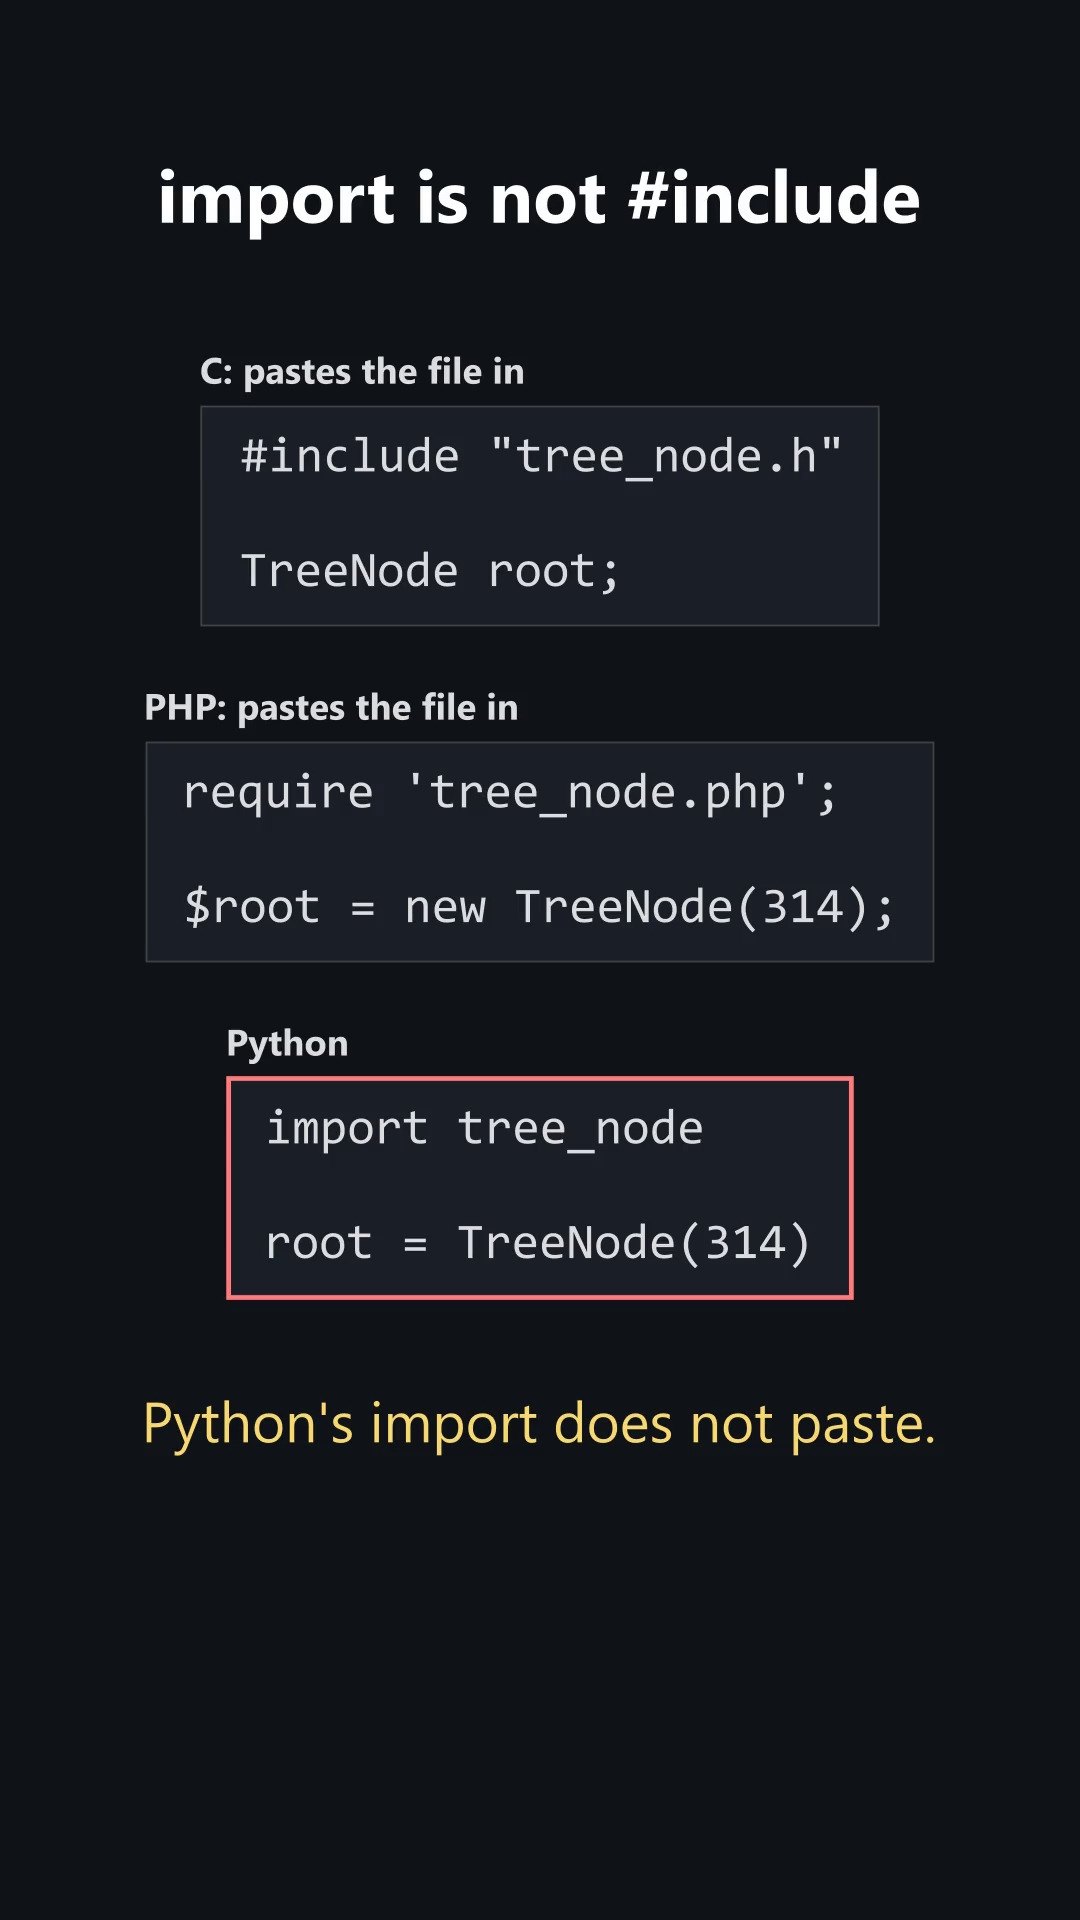 import is not #include
C: pastes the file in
#include "tree_node.h"
TreeNode root;
PHP: pastes the file in
require 'tree_node.php';
$root = new TreeNode(314);
Python
import tree_node
root = TreeNode(314)
Python's import does not paste.